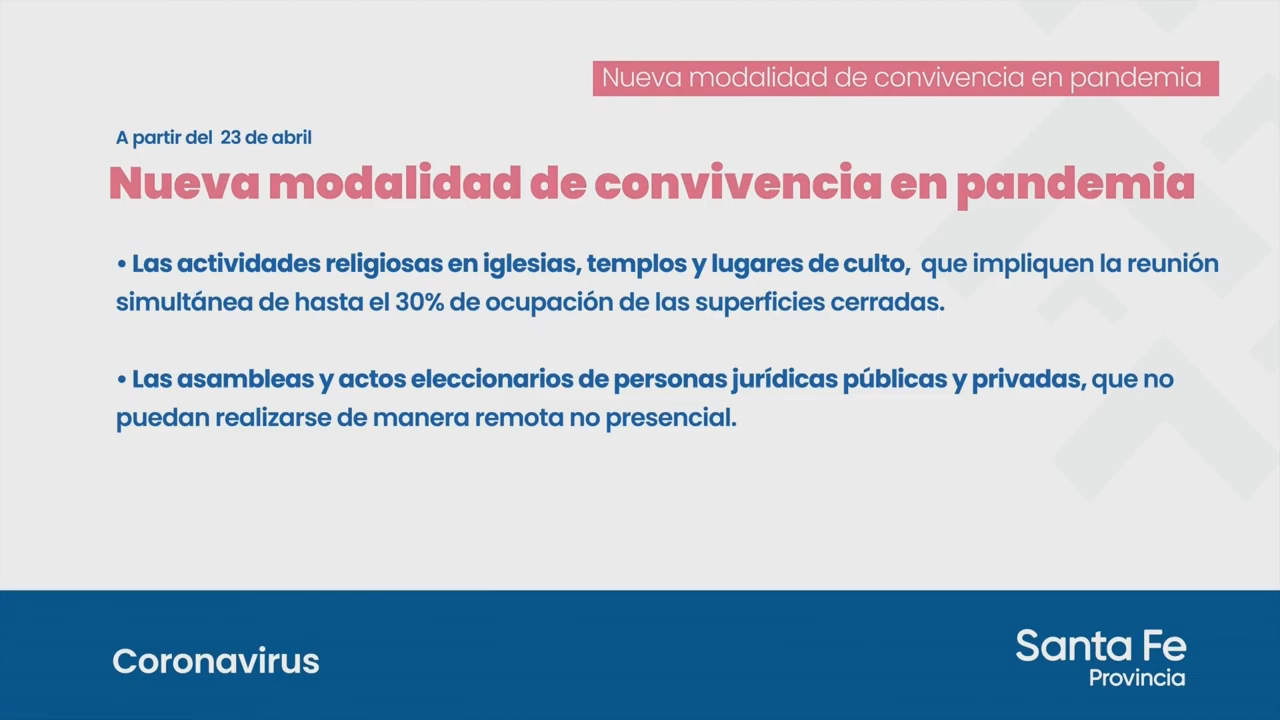 Nueva modalidad de convivencia en pandemia
A partir del 23 de abril
Nueva modalidad de convivencia en pandemia
• Las actividades religiosas en iglesias, templos y lugares de culto, que impliquen la reunión
simultánea de hasta el 30% de ocupación de las superficies cerradas.
• Las asambleas y actos eleccionarios de personas jurídicas públicas y privadas, que no
puedan realizarse de manera remota no presencial.
Coronavirus
Santa Fe
Provincia